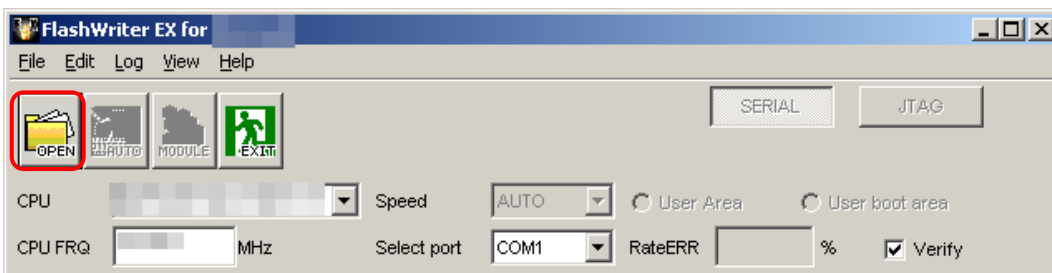 FlashWriter EX for
File Edit Log View Help
OPEN AUTO MODULE EXIT SERIAL JTAG
CPU Speed AUTO User Area User boot area
CPU FRQ MHz Select port COM1 RateERR % Verify